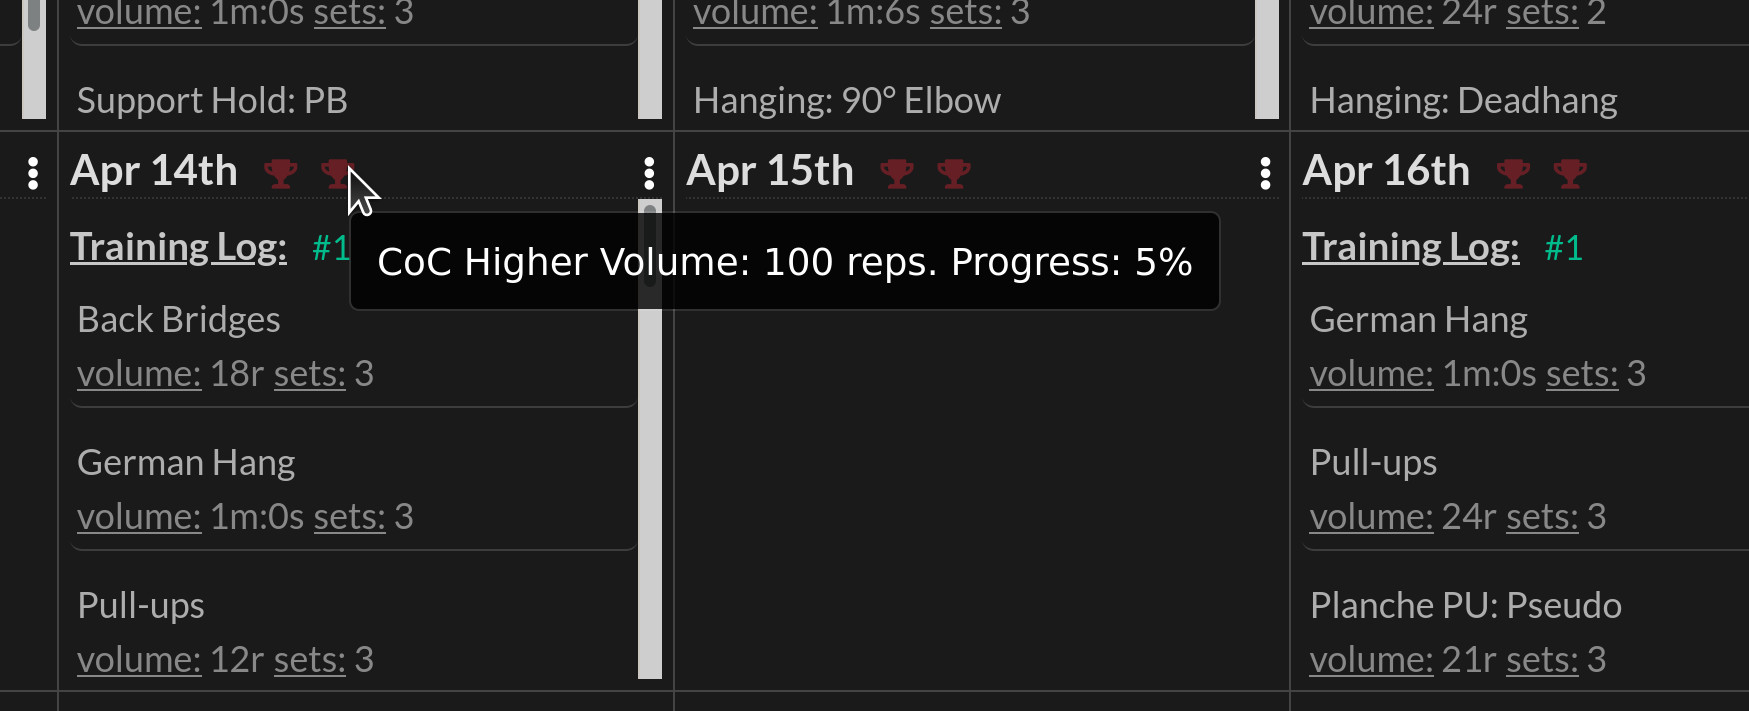 volume: 1m:0s sets: 3
Support Hold: PB
volume: 1m:6s sets: 3
Hanging: 90° Elbow
volume: 24r sets: 2
Hanging: Deadhang
Apr 14th
Training Log: #1
CoC Higher Volume: 100 reps. Progress: 5%
Back Bridges
volume: 18r sets: 3
German Hang
volume: 1m:0s sets: 3
Pull-ups
volume: 12r sets: 3
Apr 15th
Apr 16th
Training Log: #1
German Hang
volume: 1m:0s sets: 3
Pull-ups
volume: 24r sets: 3
Planche PU: Pseudo
volume: 21r sets: 3